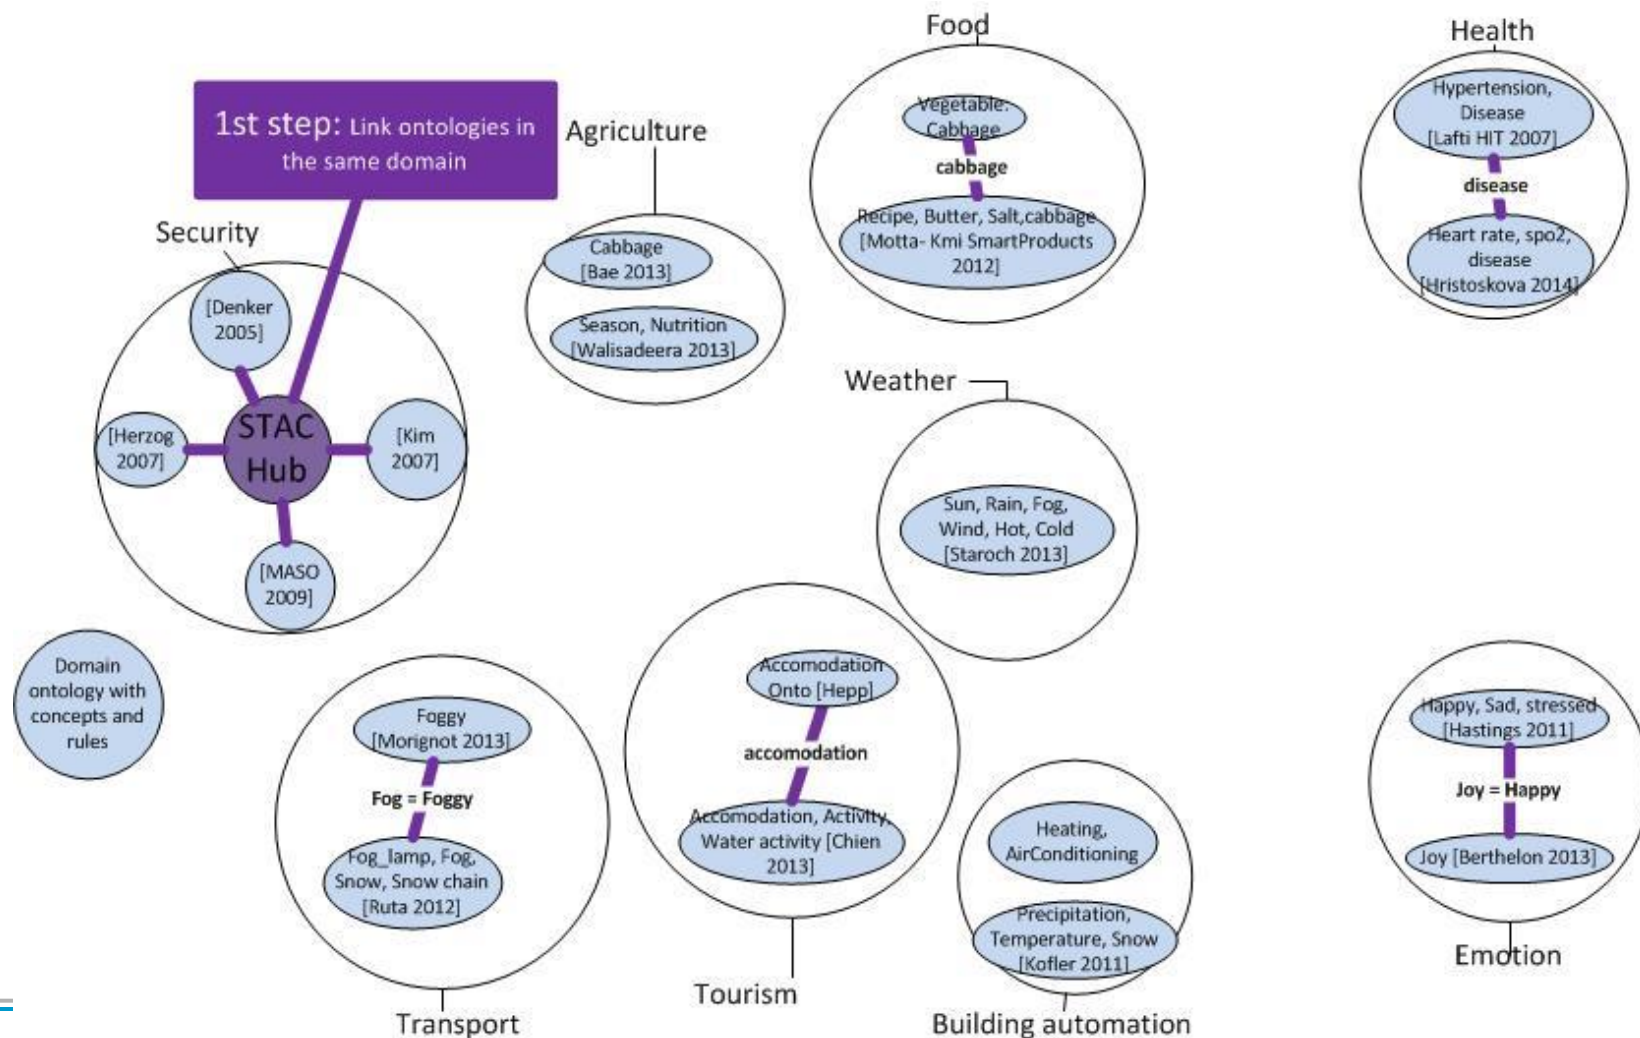 Food
Health
1st step: Link ontologies in
the same domain
Agriculture
Vegetable:
Cabbage
cabbage
Recipe, Butter, Salt,cabbage
[Motta- Kmi SmartProducts
2012]
Hypertension,
Disease
[Lafti HIT 2007]
disease
Heart rate, spo2,
disease
[Hristoskova 2014]
Security
[Denker
2005]
[Herzog
2007]
STAC
Hub
[Kim
2007]
[MASO
2009]
Cabbage
[Bae 2013]
Season, Nutrition
[Walisadeera 2013]
Weather
Sun, Rain, Fog,
Wind, Hot, Cold
[Staroch 2013]
Domain
ontology with
concepts and
rules
Foggy
[Morignot 2013]
Fog = Foggy
Fog_lamp, Fog,
Snow, Snow chain
[Ruta 2012]
Transport
Accomodation
Onto [Hepp]
accomodation
Accomodation, Activity,
Water activity [Chien
2013]
Tourism
Heating,
AirConditioning
Precipitation,
Temperature, Snow
[Kofler 2011]
Building automation
Happy, Sad, stressed
[Hastings 2011]
Joy = Happy
Joy [Berthelon 2013]
Emotion